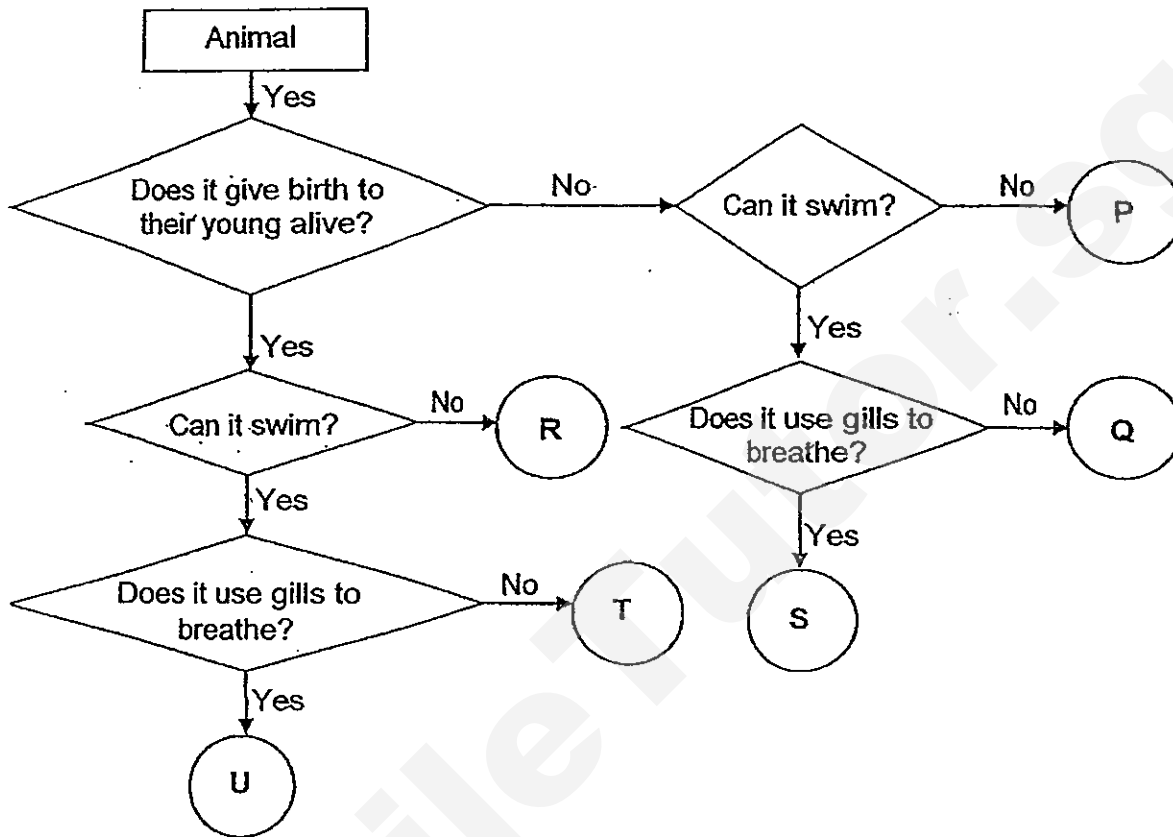 Animal
Yes
Does it give birth to
their young alive?
No
Can it swim?
No
P
Yes
Yes
Can it swim?
No
R
Does it use gills to
breathe?
No
Q
Yes
Yes
Does it use gills to
breathe?
No
T
S
Yes
U
ileTutor.sg